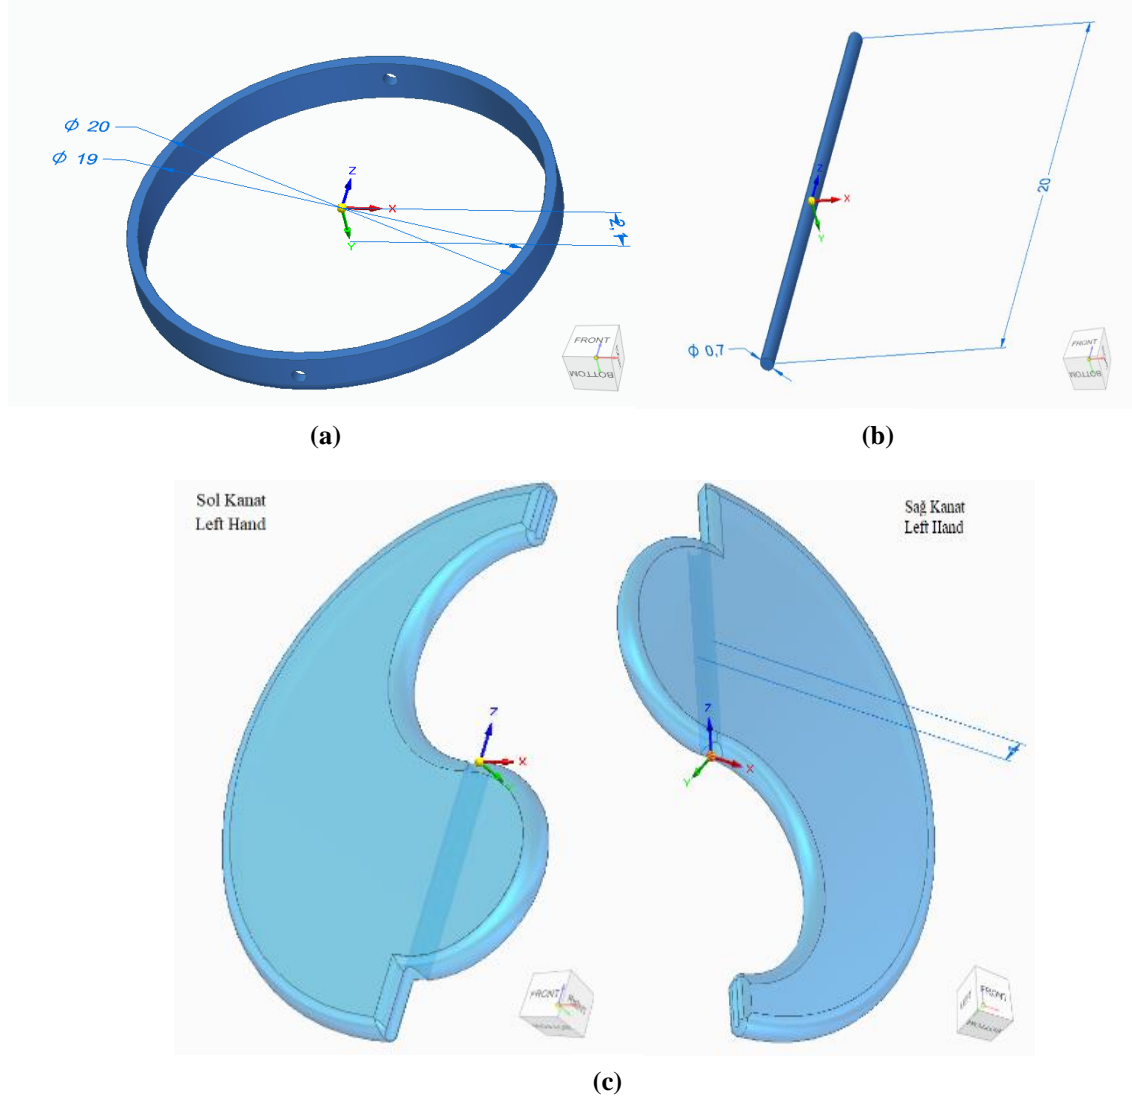 Φ 20
Φ 19
Z
X
Y
2,1
FRONT
BOTTOM
(a)
20
Z
X
Y
Φ 0,7
FRONT
BOTTOM
(b)
Sol Kanat
Left Hand
Z
X
FRONT
Sağ Kanat
Left Hand
Z
X
Y
FRONT
LEFT
BOTTOM
(c)